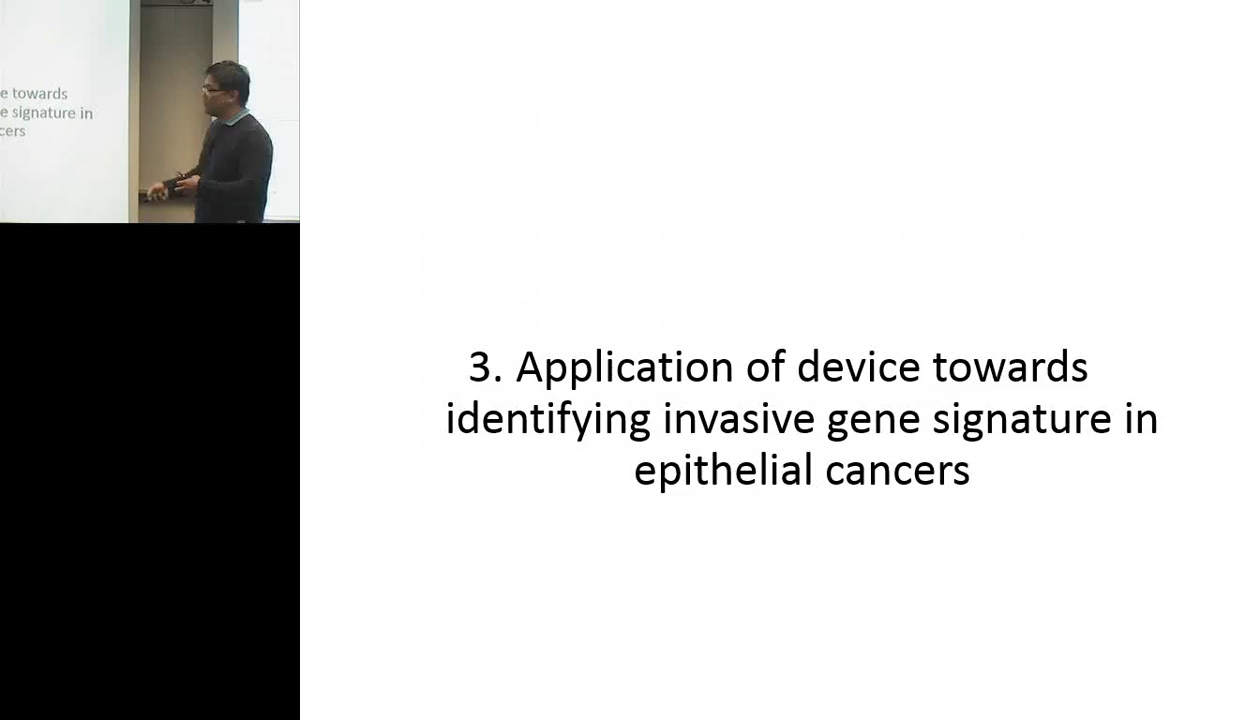 e towards
e signature in
cers
3. Application of device towards
identifying invasive gene signature in
epithelial cancers